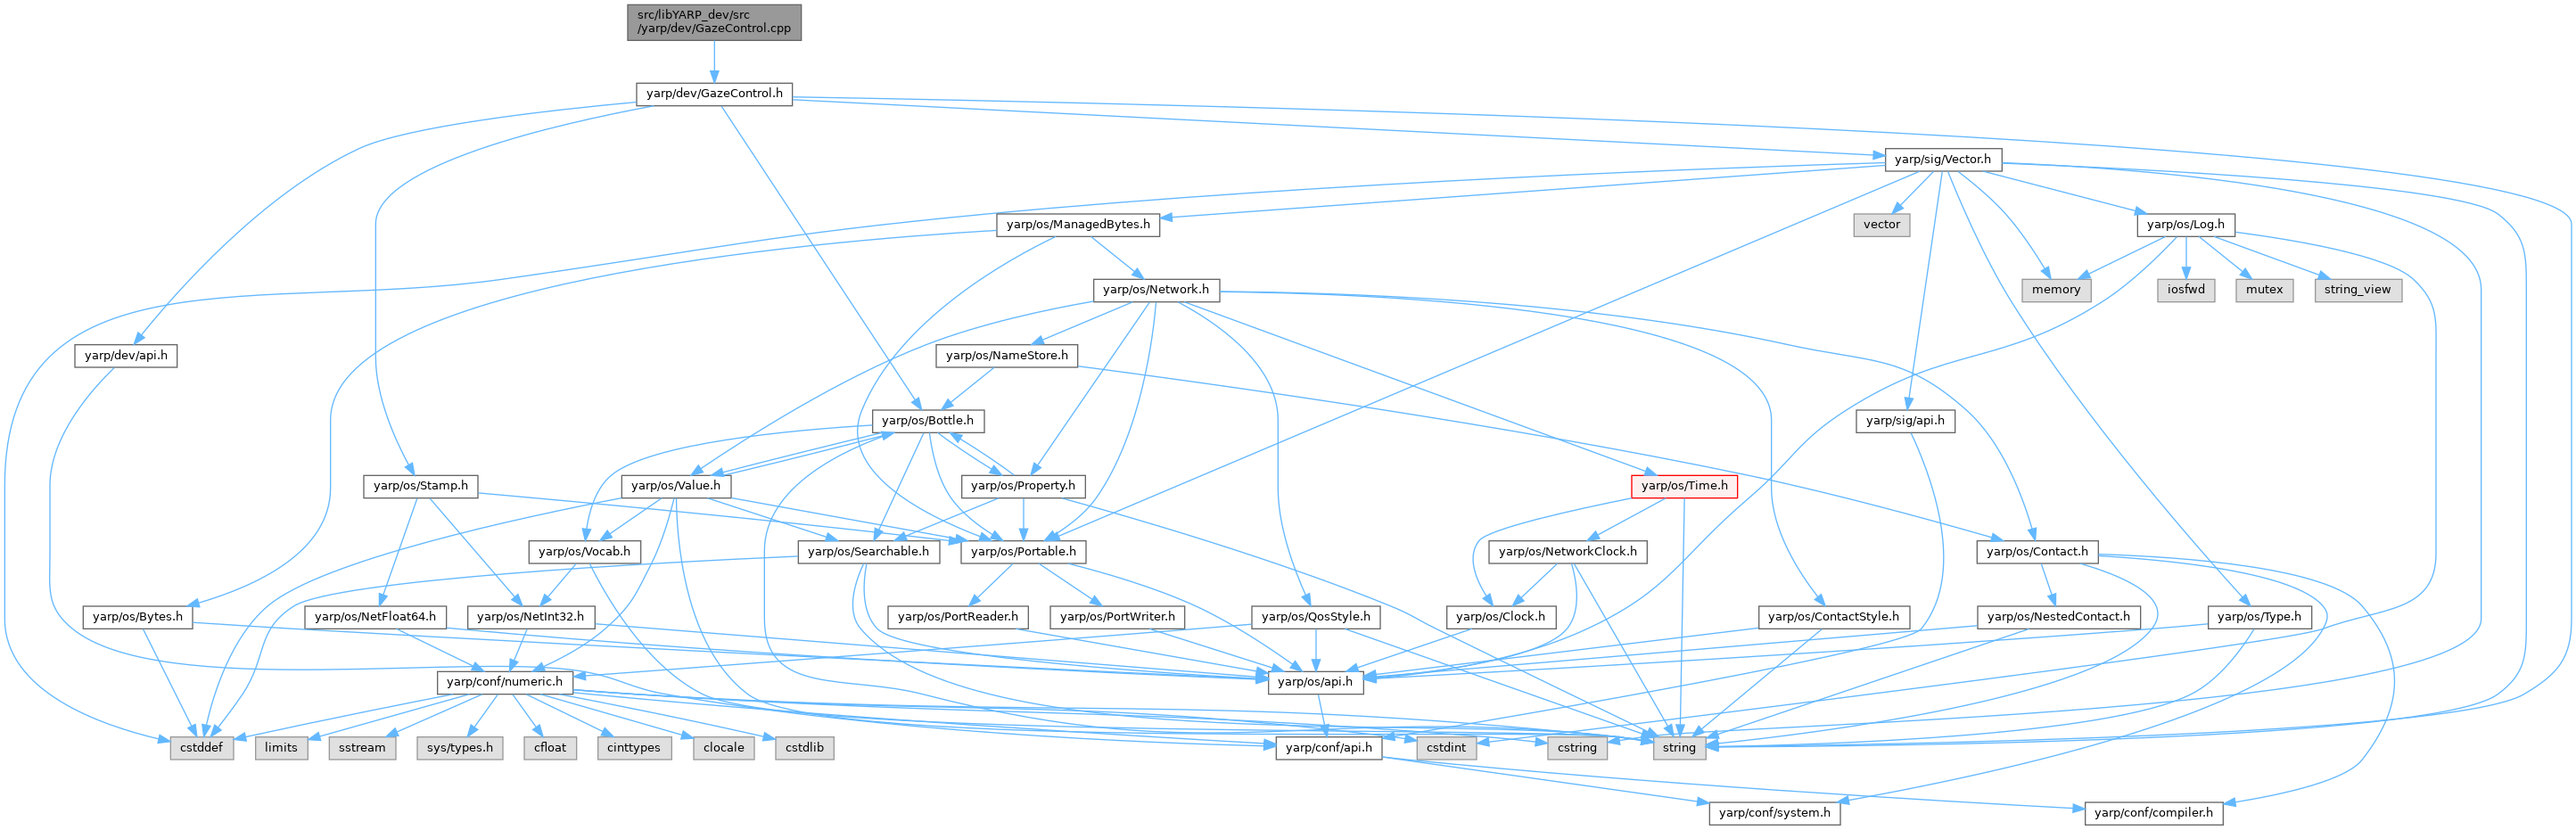 src/libYARP_dev/src
/yarp/dev/GazeControl.cpp
yarp/dev/GazeControl.h
yarp/sig/Vector.h
yarp/os/ManagedBytes.h
vector
yarp/os/Log.h
yarp/os/Network.h
memory
iosfwd
mutex
string_view
yarp/dev/api.h
yarp/os/NameStore.h
yarp/os/Bottle.h
yarp/sig/api.h
yarp/os/Stamp.h
yarp/os/Value.h
yarp/os/Property.h
yarp/os/Time.h
yarp/os/Vocab.h
yarp/os/Searchable.h
yarp/os/Portable.h
yarp/os/NetworkClock.h
yarp/os/Contact.h
yarp/os/Bytes.h
yarp/os/NetFloat64.h
yarp/os/NetInt32.h
yarp/os/PortReader.h
yarp/os/PortWriter.h
yarp/os/QosStyle.h
yarp/os/Clock.h
yarp/os/ContactStyle.h
yarp/os/NestedContact.h
yarp/os/Type.h
yarp/conf/numeric.h
yarp/os/api.h
cstddef
limits
sstream
sys/types.h
cfloat
cinttypes
clocale
cstdlib
yarp/conf/api.h
cstdint
cstring
string
yarp/conf/system.h
yarp/conf/compiler.h